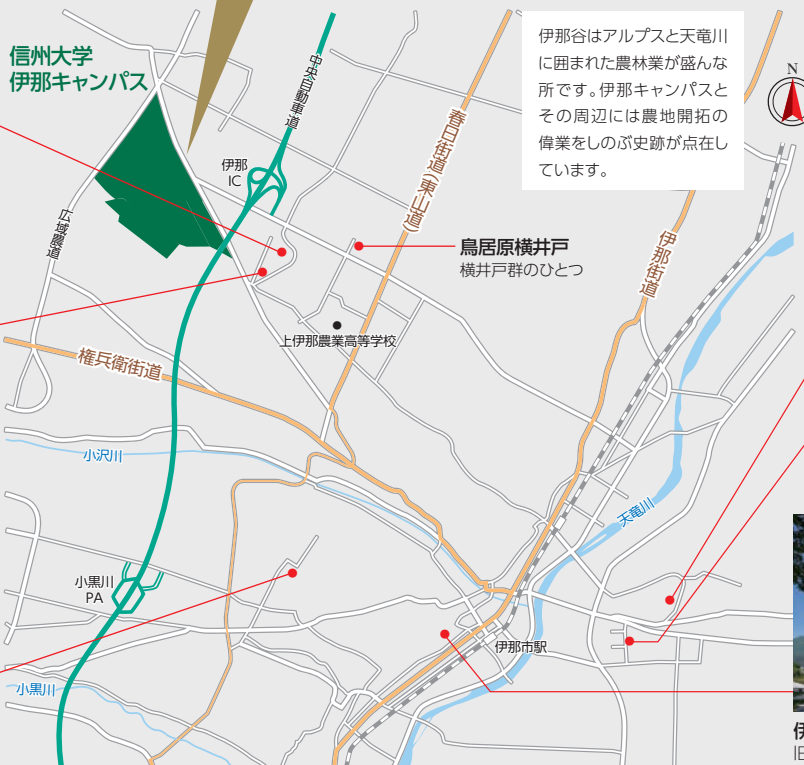 信州大学
伊那キャンパス
中央自動車道
伊那谷はアルプスと天竜川
に囲まれた農林業が盛んな
所です。伊那キャンパスと
その周辺には農地開拓の
偉業をしのぶ史跡が点在し
ています。
N
春日街道(東山道)
伊那
IC
広域農道
鳥居原横井戸
横井戸群のひとつ
伊那街道
上伊那農業高等学校
権兵衛街道
小沢川
天竜川
小黒川
PA
伊那市駅
小黒川
伊
旧